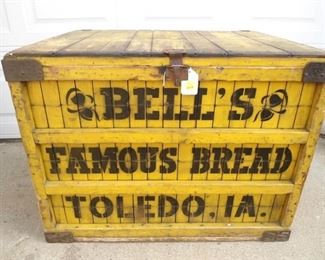 BELL'S
FAMOUS BREAD
TOLEDO, IA.